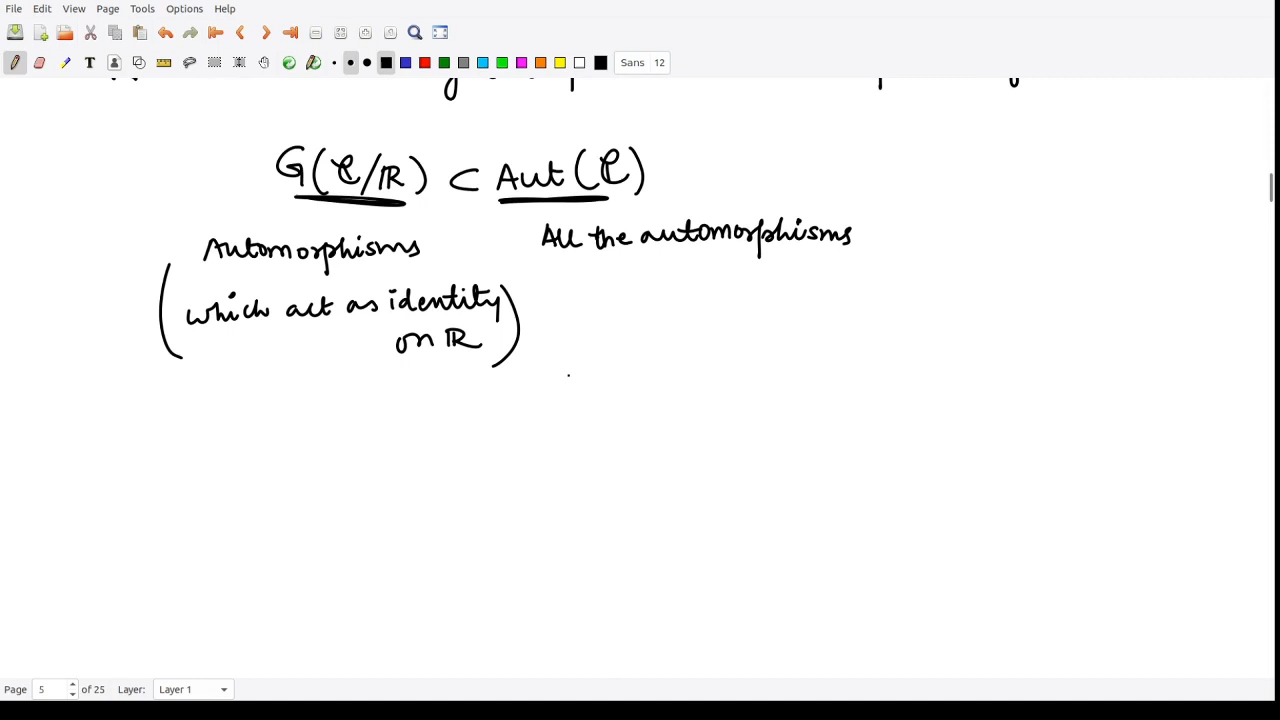 File Edit View Page Tools Options Help
Sans 12
G(ℂ/ℝ) ⊂ Aut(ℂ)
Automorphisms All the automorphisms
(which act as identity
on ℝ)
Page 5 of 25 Layer: Layer 1